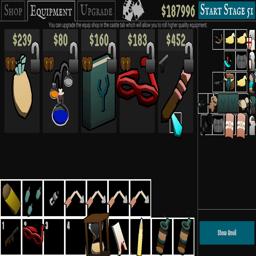 Shop Equipment Upgrade $187996 Start Stage 51
You can upgrade the equip shop in the castle tab which will allow you to roll higher quality equipment.
$239 $80 $160 $183 $452
Show Unroll